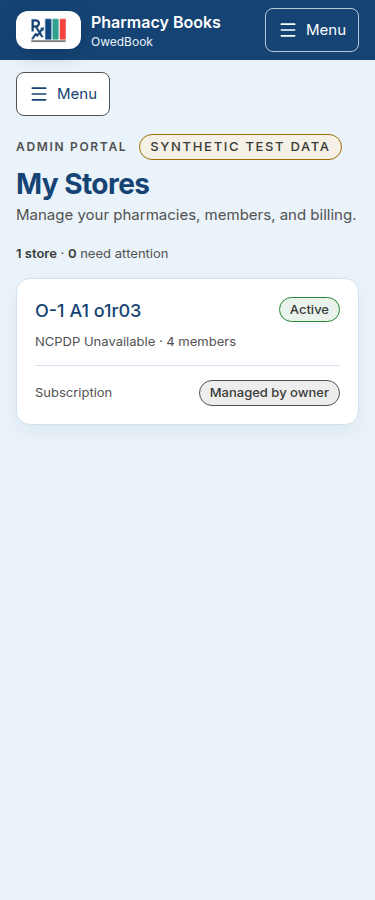 Rx
Pharmacy Books
OwedBook
Menu
Menu
ADMIN PORTAL
SYNTHETIC TEST DATA
My Stores
Manage your pharmacies, members, and billing.
1 store · 0 need attention
O-1 A1 o1r03
Active
NCPDP Unavailable · 4 members
Subscription
Managed by owner